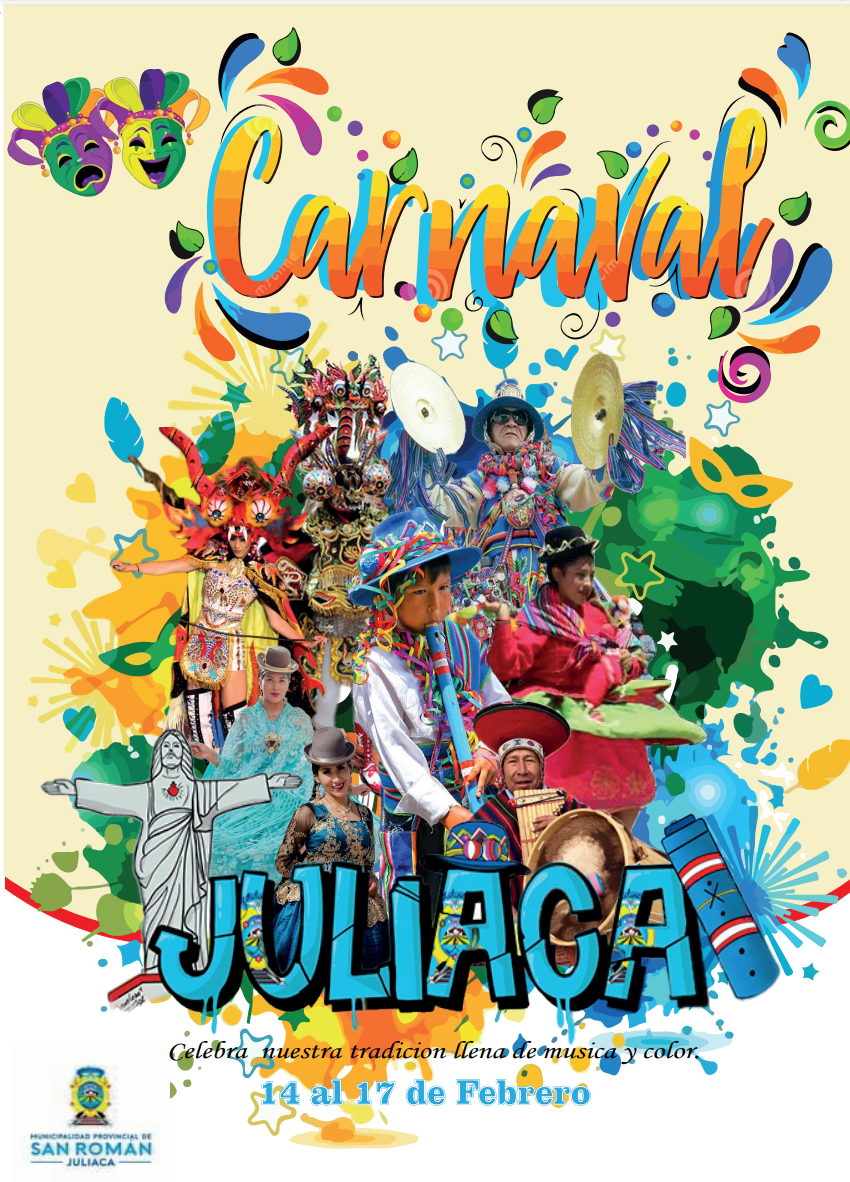 Carnaval
JULIACA
Celebra nuestra tradicion llena de musica y color.
14 al 17 de Febrero
MUNICIPALIDAD PROVINCIAL DE
SAN ROMAN
JULIACA